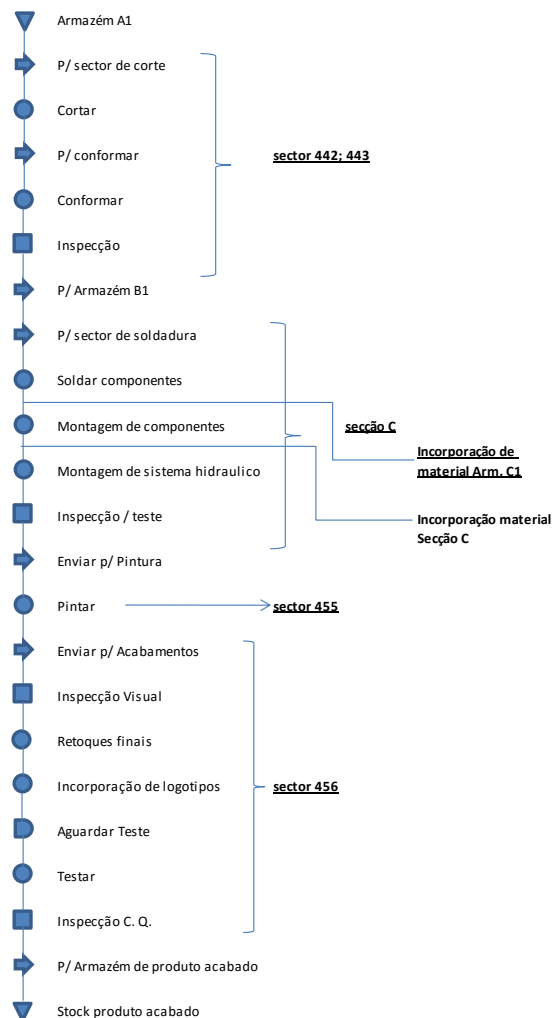 Armazém A1
P/ sector de corte
Cortar
P/ conformar
sector 442; 443
Conformar
Inspecção
P/ Armazém B1
P/ sector de soldadura
Soldar componentes
Montagem de componentes
secção C
Incorporação de
material Arm. C1
Montagem de sistema hidraulico
Inspecção / teste
Incorporação material
Secção C
Enviar p/ Pintura
Pintar
sector 455
Enviar p/ Acabamentos
Inspecção Visual
Retoques finais
Incorporação de logotipos
sector 456
Aguardar Teste
Testar
Inspecção C. Q.
P/ Armazém de produto acabado
Stock produto acabado